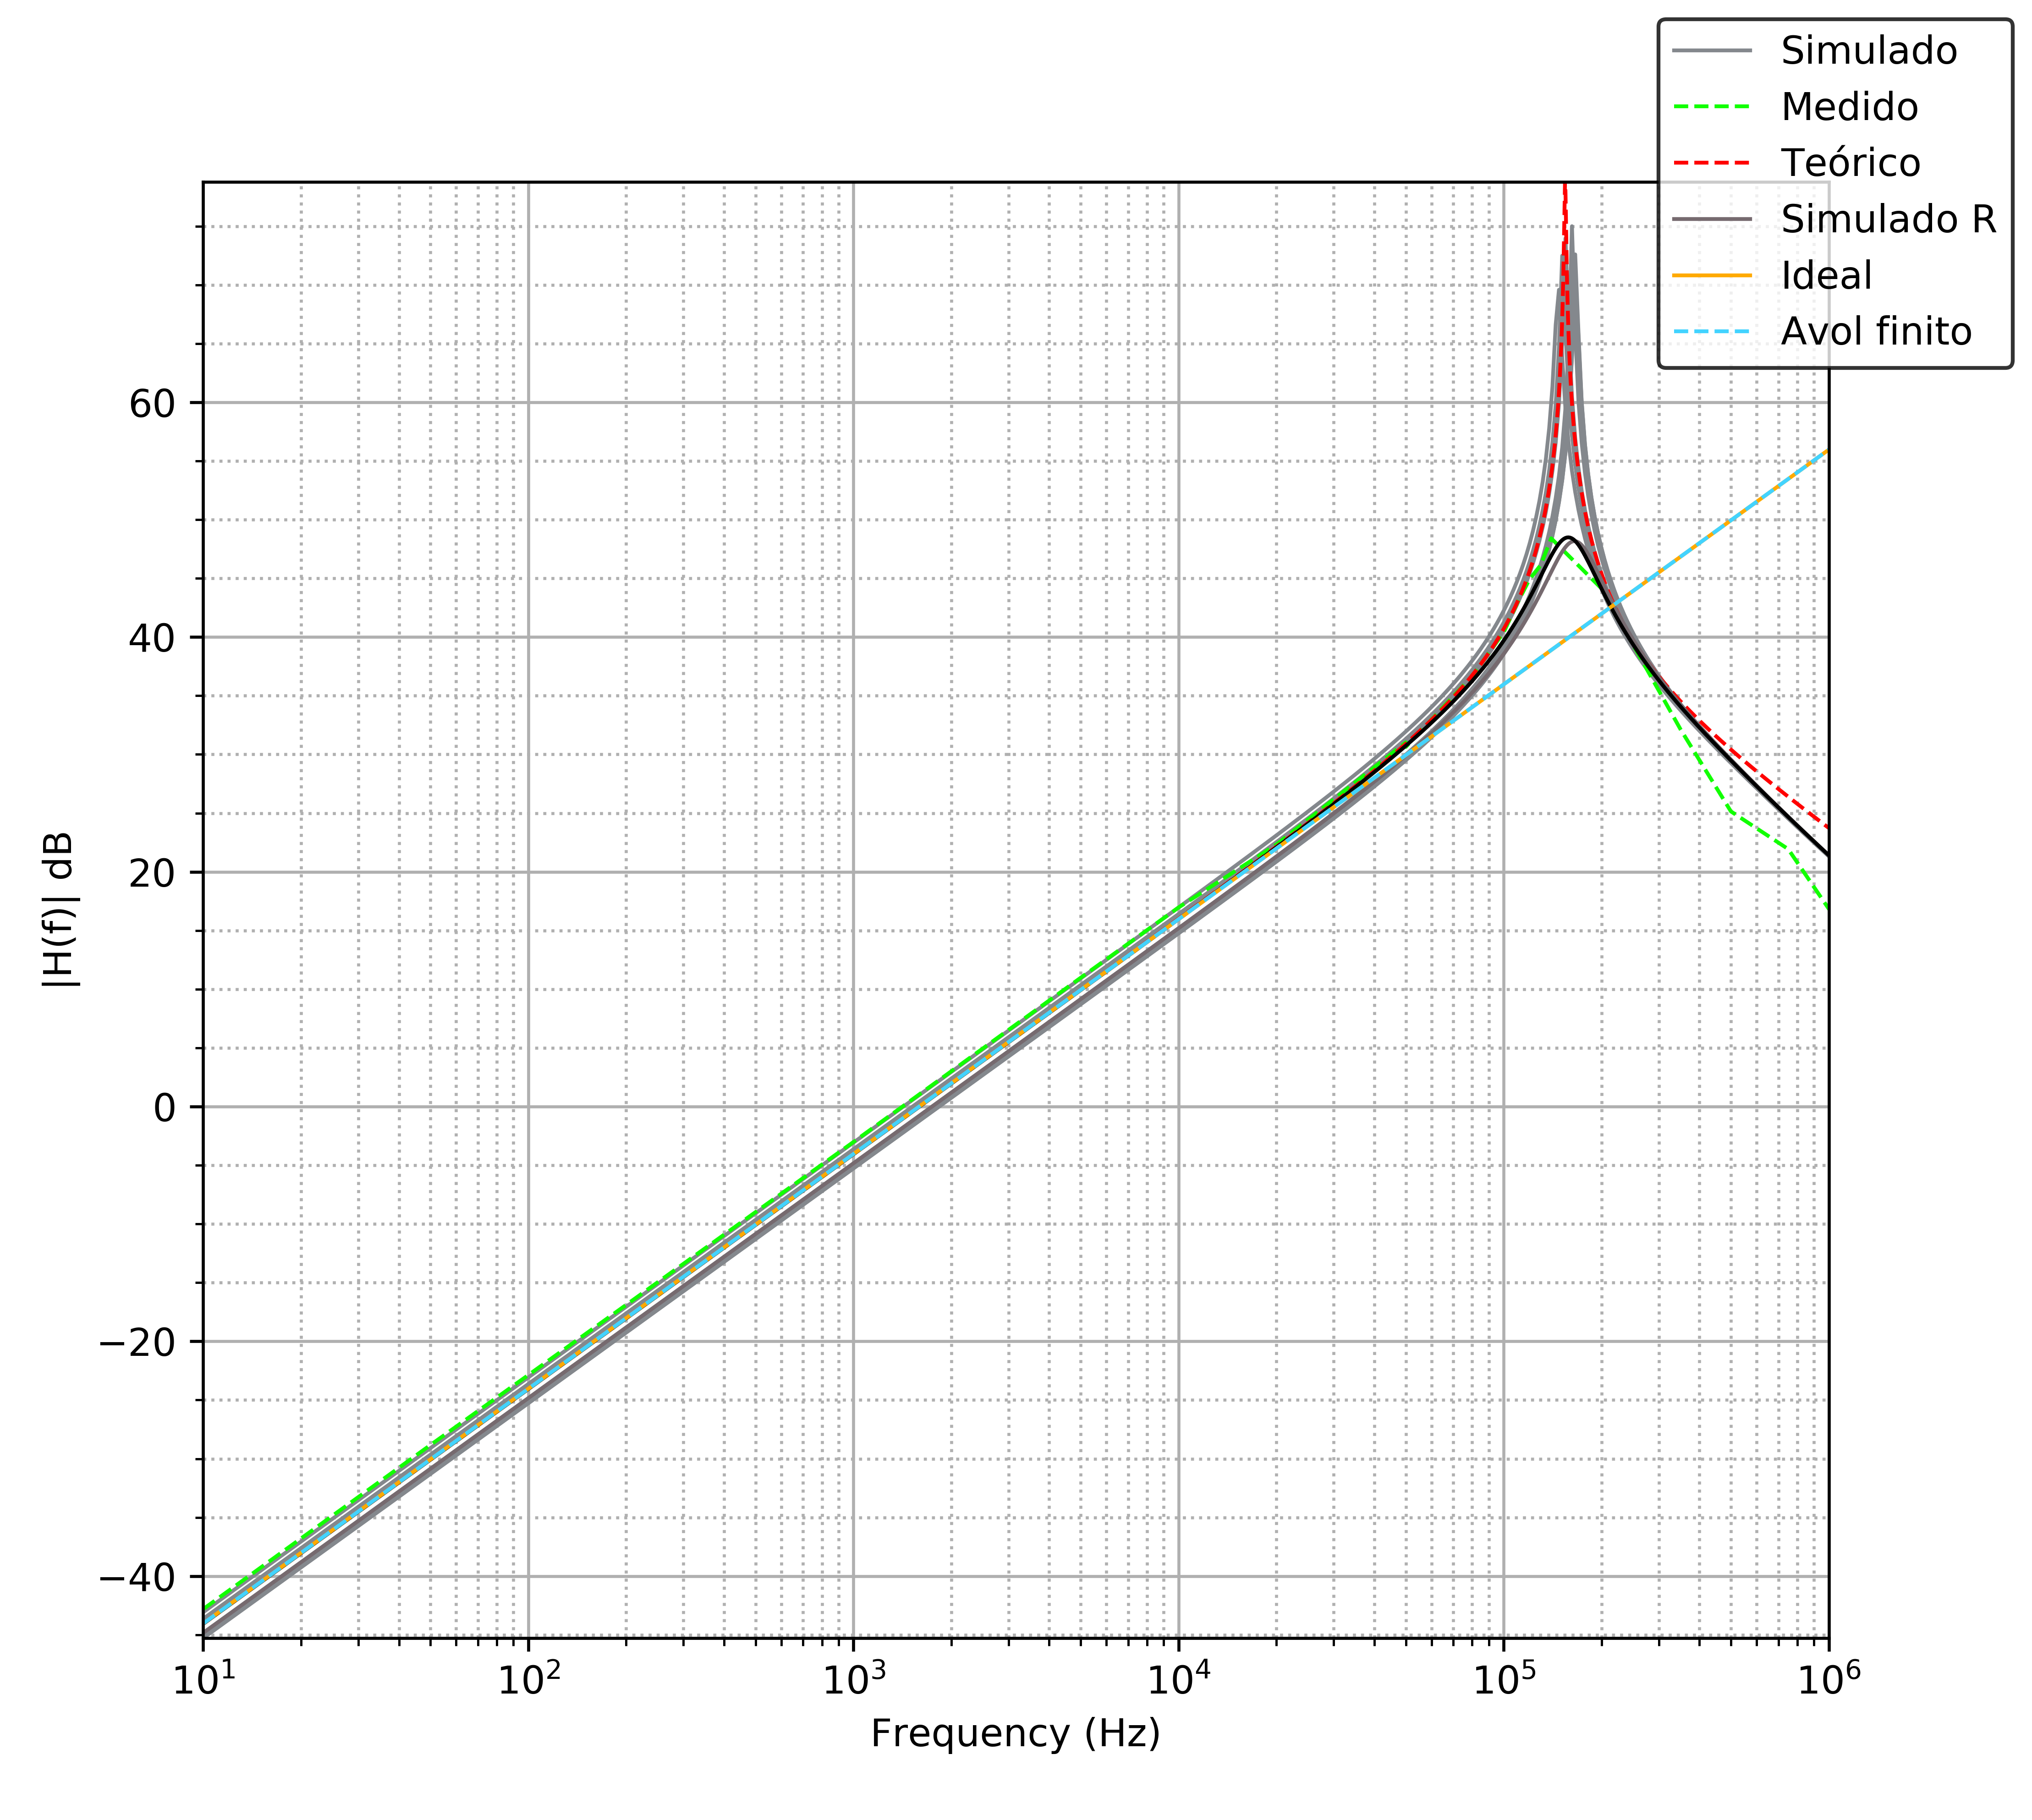 Simulado
Medido
Teórico
Simulado R
Ideal
Avol finito
60
40
20
0
−20
−40
|H(f)| dB
10¹ 10² 10³ 10⁴ 10⁵ 10⁶
Frequency (Hz)